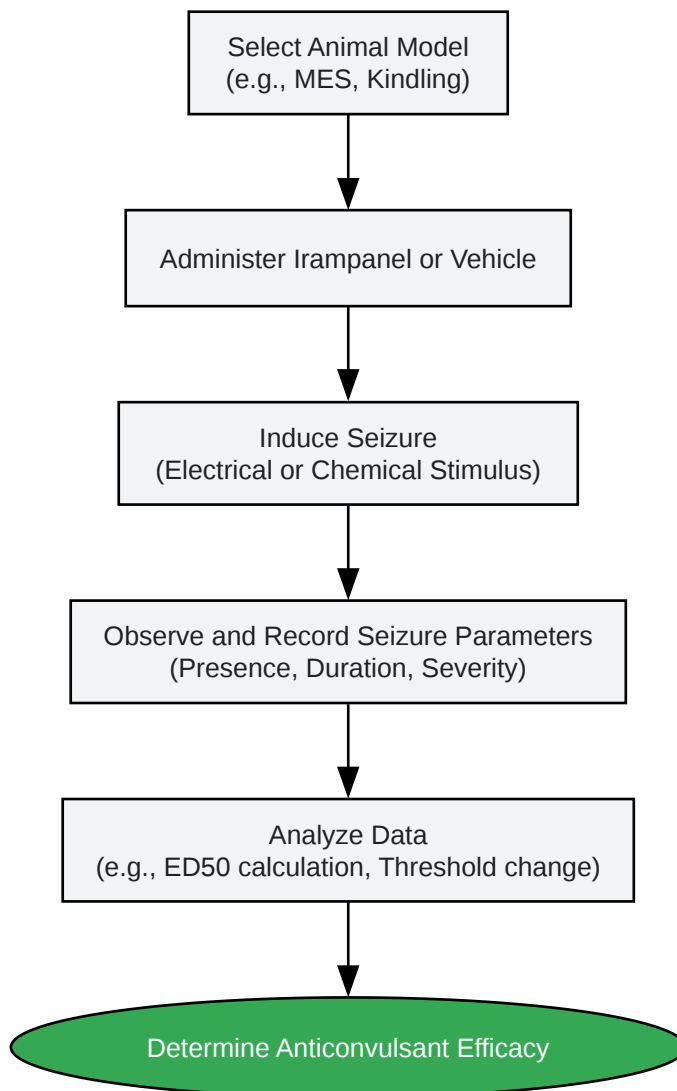 Select Animal Model
(e.g., MES, Kindling)
Administer Irampanel or Vehicle
Induce Seizure
(Electrical or Chemical Stimulus)
Observe and Record Seizure Parameters
(Presence, Duration, Severity)
Analyze Data
(e.g., ED50 calculation, Threshold change)
Determine Anticonvulsant Efficacy